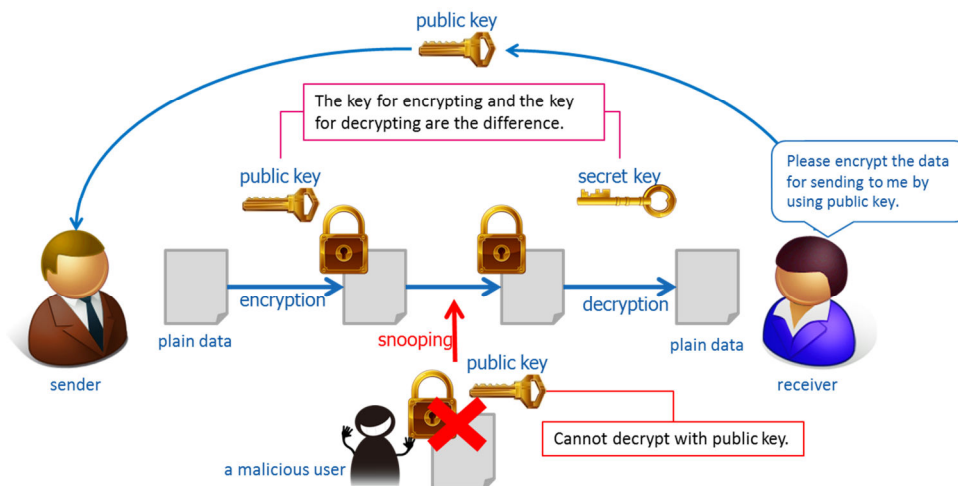 public key
The key for encrypting and the key
for decrypting are the difference.
Please encrypt the data
for sending to me by
using public key.
public key
secret key
encryption
decryption
plain data
snooping
plain data
sender
public key
receiver
Cannot decrypt with public key.
a malicious user